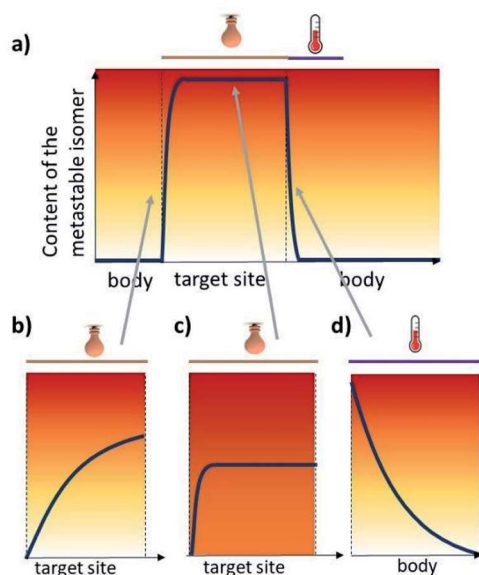 a)
Content of the
metastable isomer
body
target site
body
b)
c)
d)
target site
target site
body